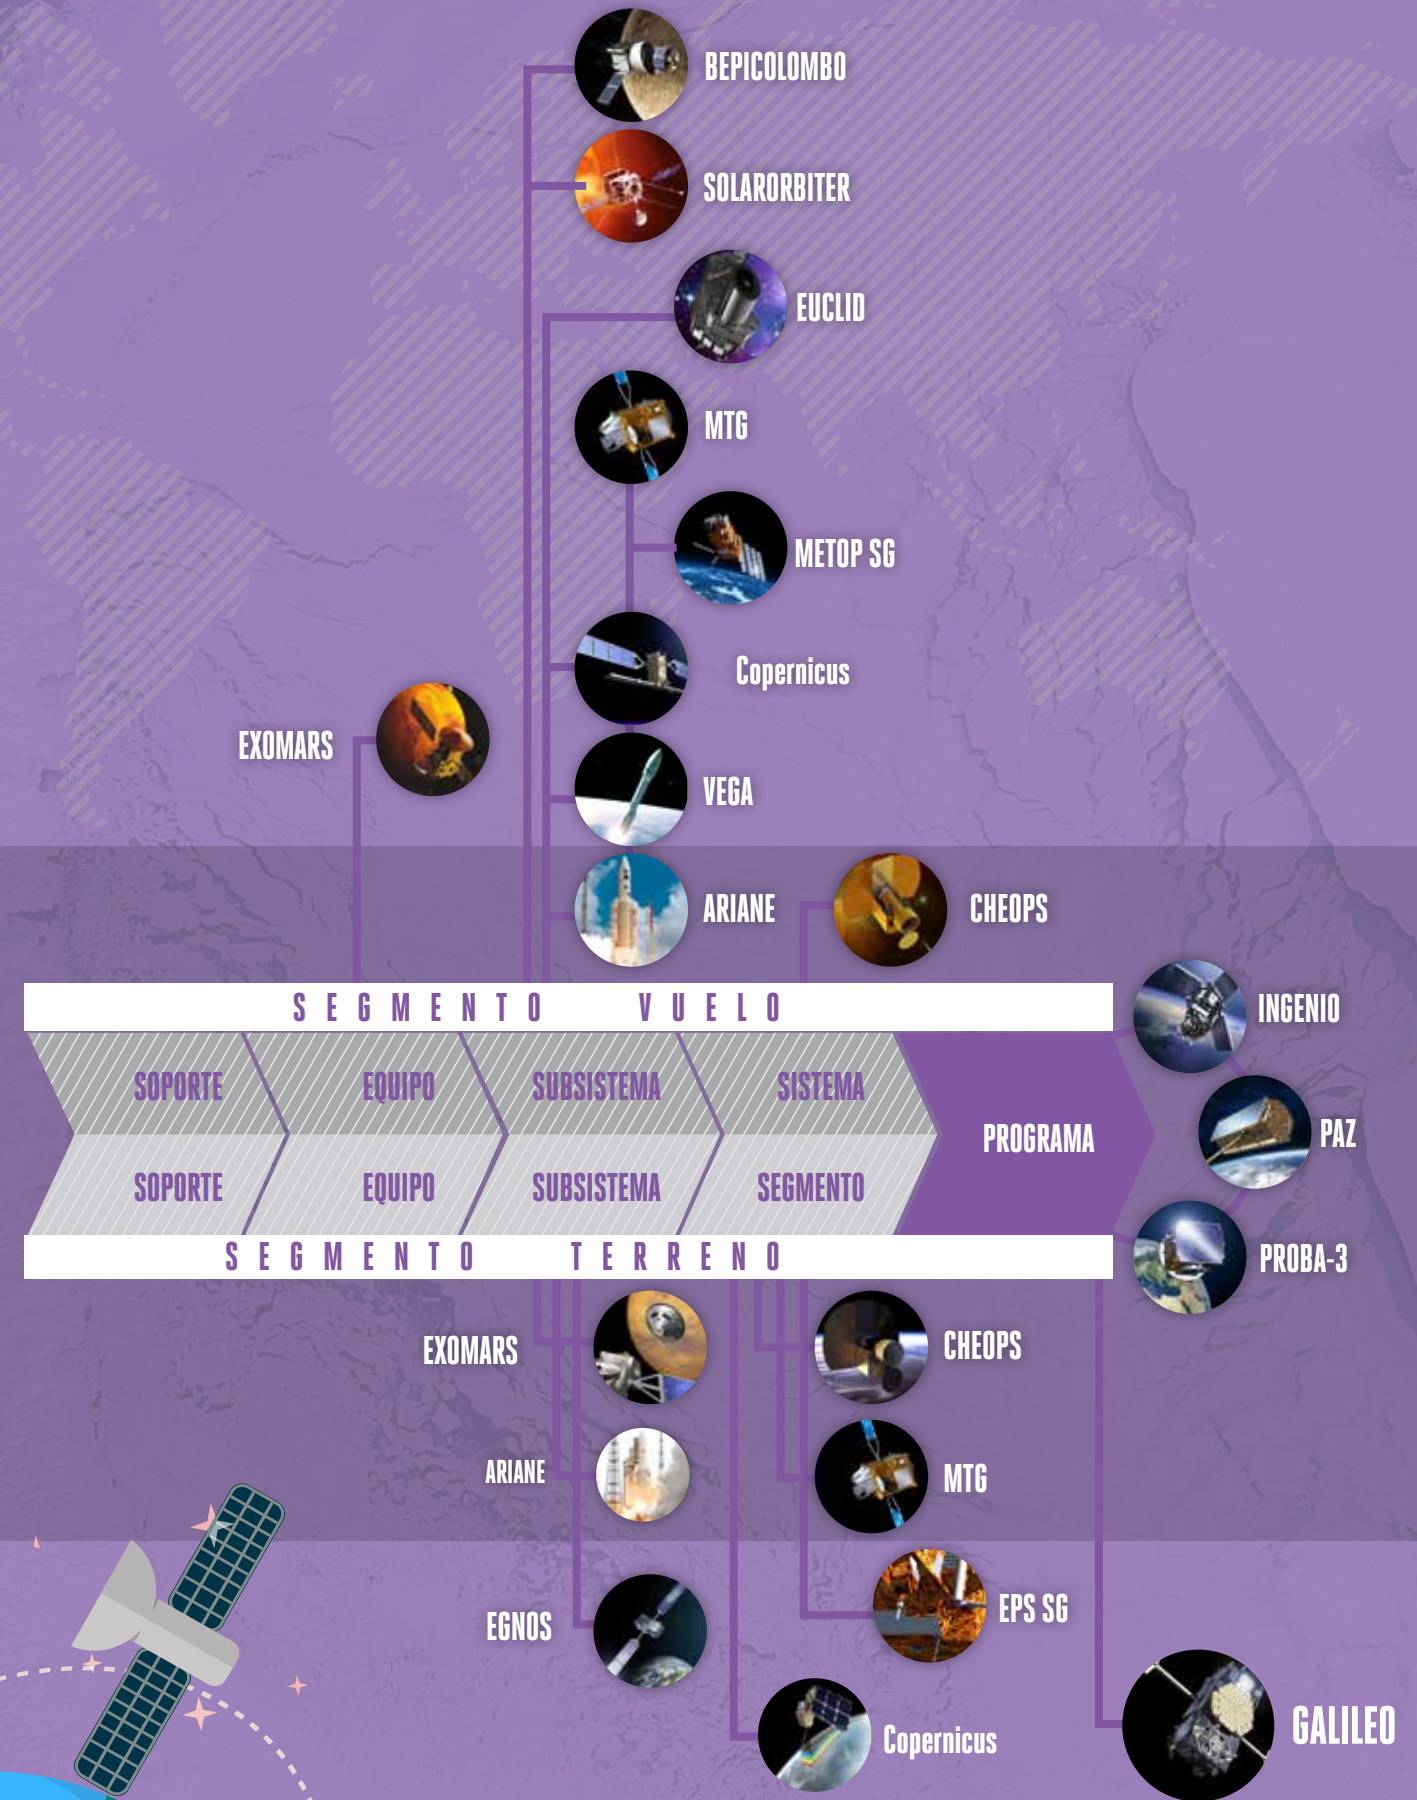 BEPICOLOMBO
SOLARORBITER
EUCLID
MTG
METOP SG
Copernicus
EXOMARS
VEGA
ARIANE
CHEOPS
SEGMENTO VUELO
INGENIO
SOPORTE
EQUIPO
SUBSISTEMA
SISTEMA
PROGRAMA
PAZ
SOPORTE
EQUIPO
SUBSISTEMA
SEGMENTO
SEGMENTO TERRENO
PROBA-3
EXOMARS
CHEOPS
ARIANE
MTG
EGNOS
EPS SG
Copernicus
GALILEO